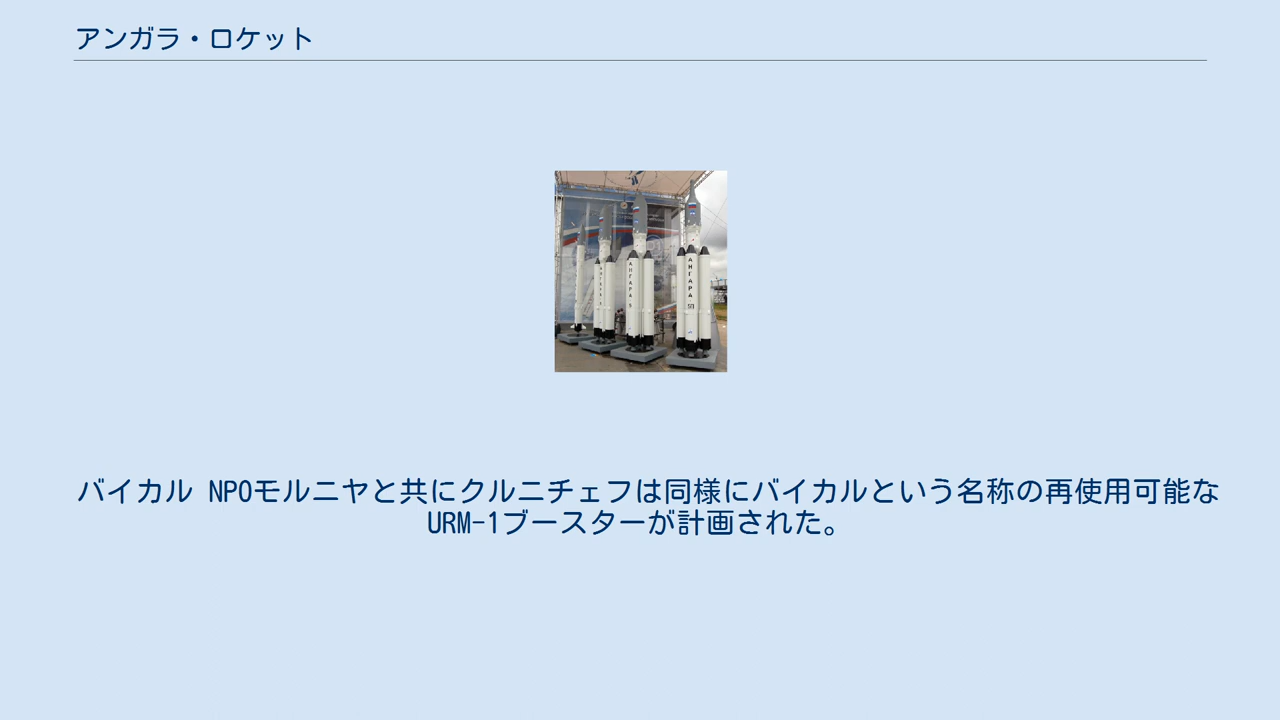 アンガラ・ロケット
АНГАРА
АНГАРА 5
バイカル NPOモルニヤと共にクルニチェフは同様にバイカルという名称の再使用可能な
URM-1ブースターが計画された。